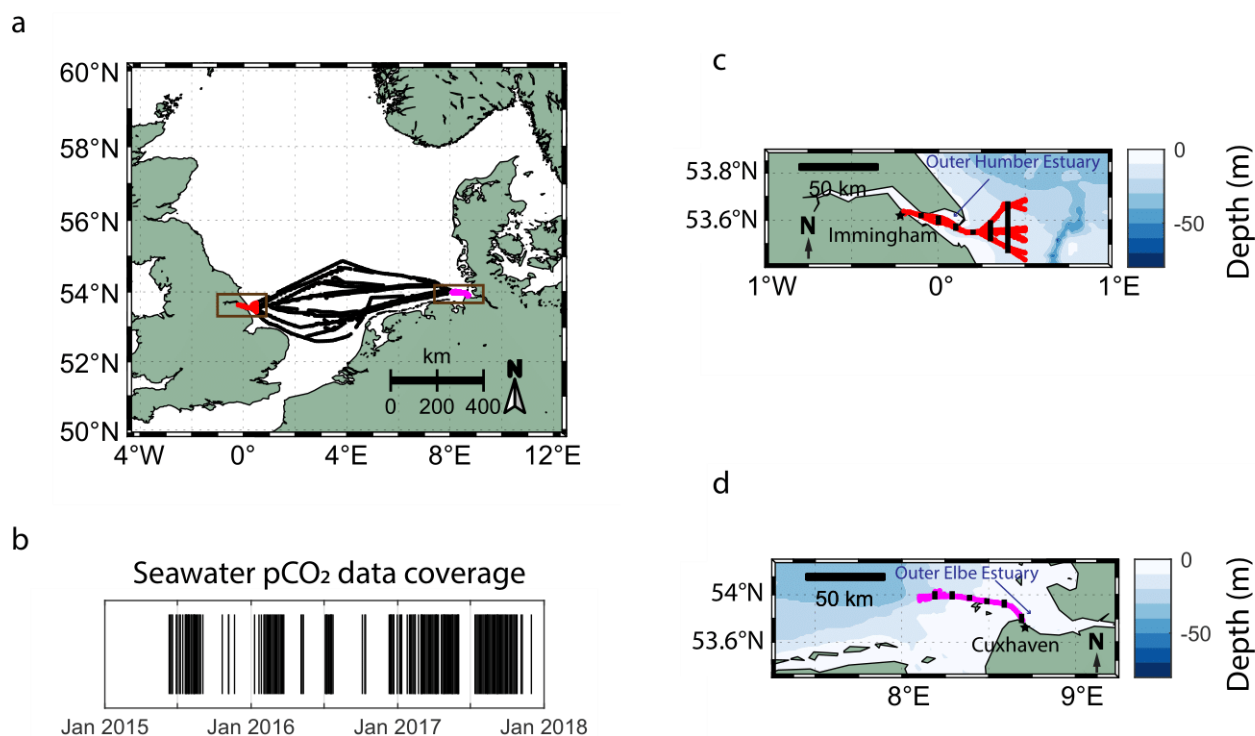 a
60°N
58°N
56°N
54°N
52°N
50°N
4°W 0° 4°E 8°E 12°E
km
0 200 400
N
b
Seawater pCO₂ data coverage
Jan 2015 Jan 2016 Jan 2017 Jan 2018
c
53.8°N
53.6°N
50 km
Outer Humber Estuary
Immingham
N
1°W 0° 1°E
0
-50
Depth (m)
d
54°N
53.6°N
50 km
Outer Elbe Estuary
Cuxhaven
N
8°E 9°E
0
-50
Depth (m)